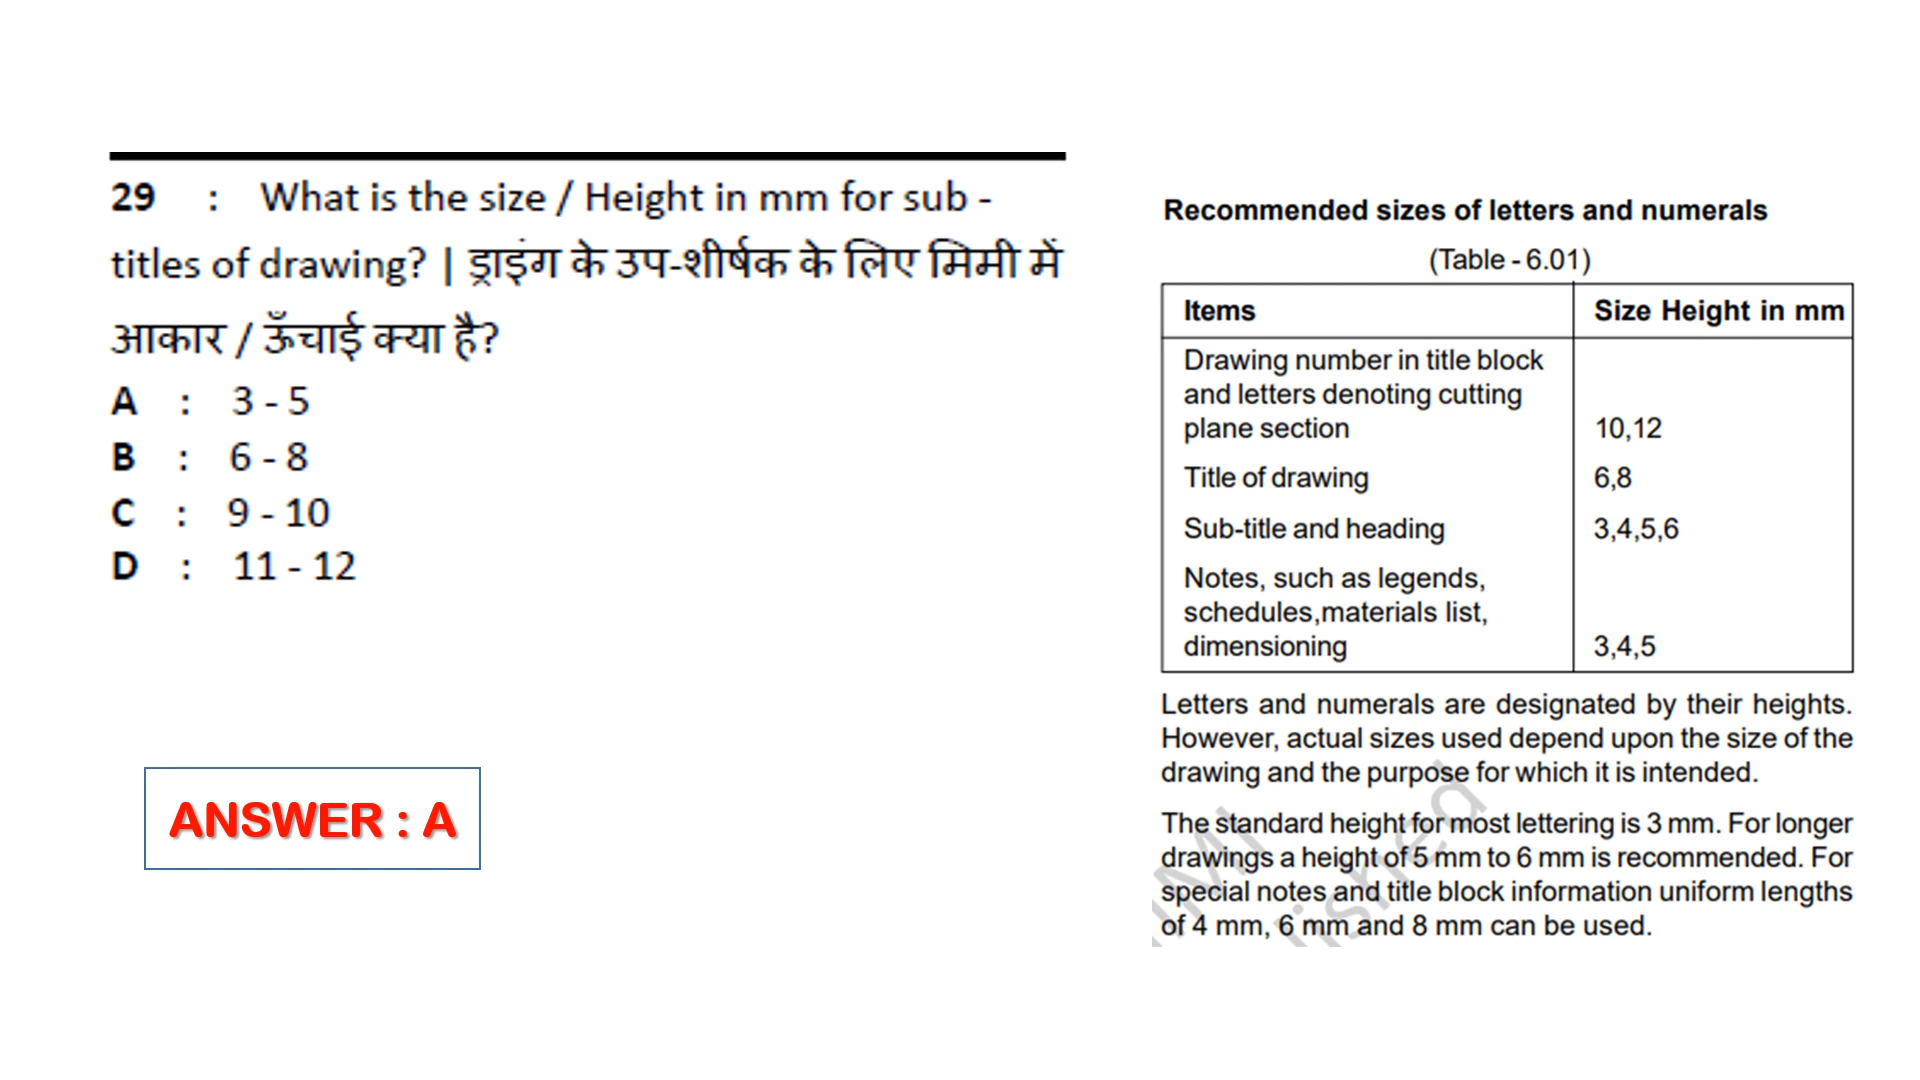 29 : What is the size / Height in mm for sub -
titles of drawing? | ड्राइंग के उप-शीर्षक के लिए मिमी में
आकार / ऊँचाई क्या है?
A : 3 - 5
B : 6 - 8
C : 9 - 10
D : 11 - 12
ANSWER : A
Recommended sizes of letters and numerals
(Table - 6.01)
Items Size Height in mm
Drawing number in title block
and letters denoting cutting
plane section 10,12
Title of drawing 6,8
Sub-title and heading 3,4,5,6
Notes, such as legends,
schedules,materials list,
dimensioning 3,4,5
Letters and numerals are designated by their heights.
However, actual sizes used depend upon the size of the
drawing and the purpose for which it is intended.
The standard height for most lettering is 3 mm. For longer
drawings a height of 5 mm to 6 mm is recommended. For
special notes and title block information uniform lengths
of 4 mm, 6 mm and 8 mm can be used.